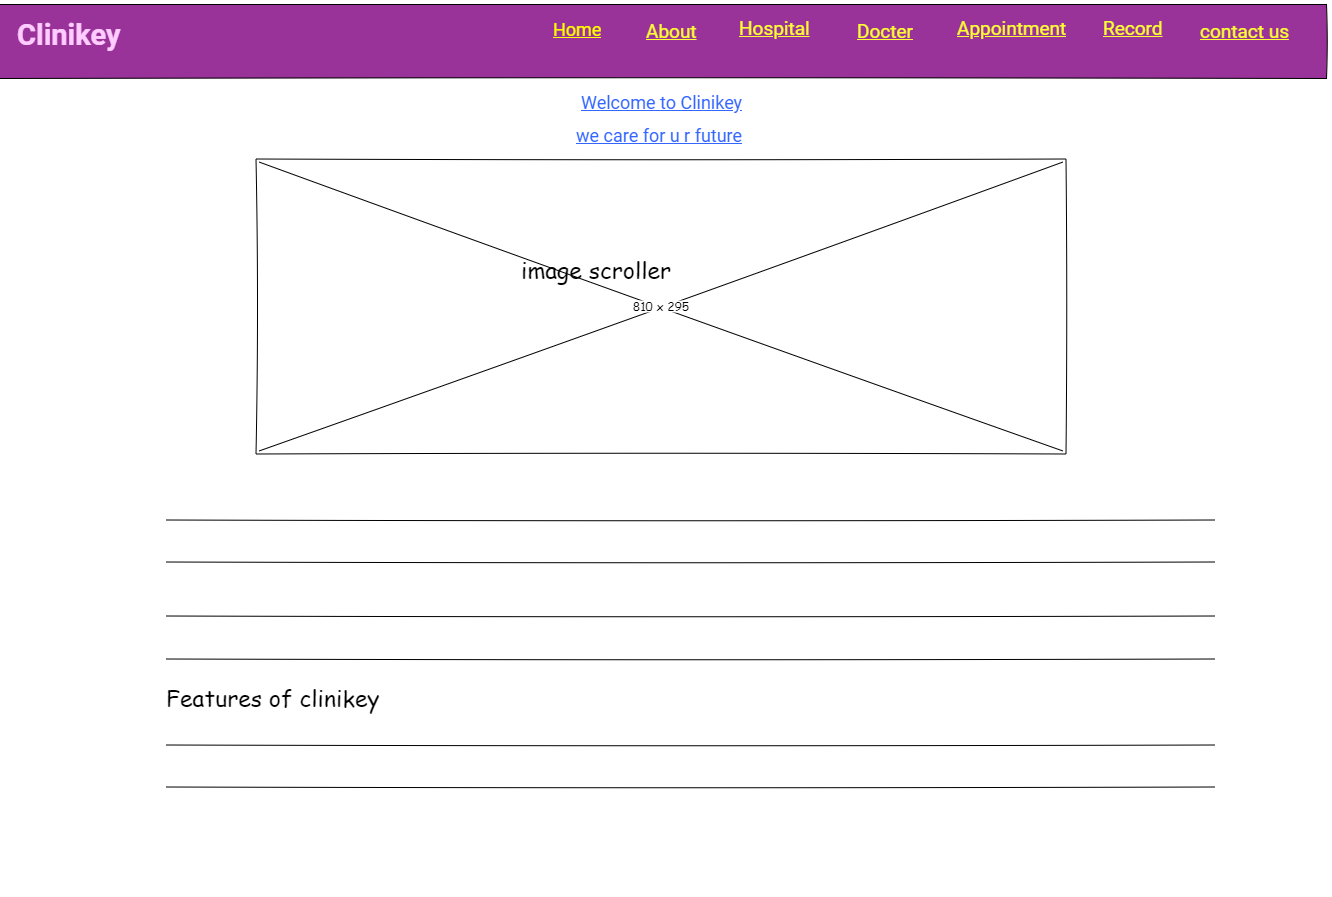 Clinikey Home About Hospital Docter Appointment Record contact us
Welcome to Clinikey
we care for u r future
image scroller
810 x 295
Features of clinikey